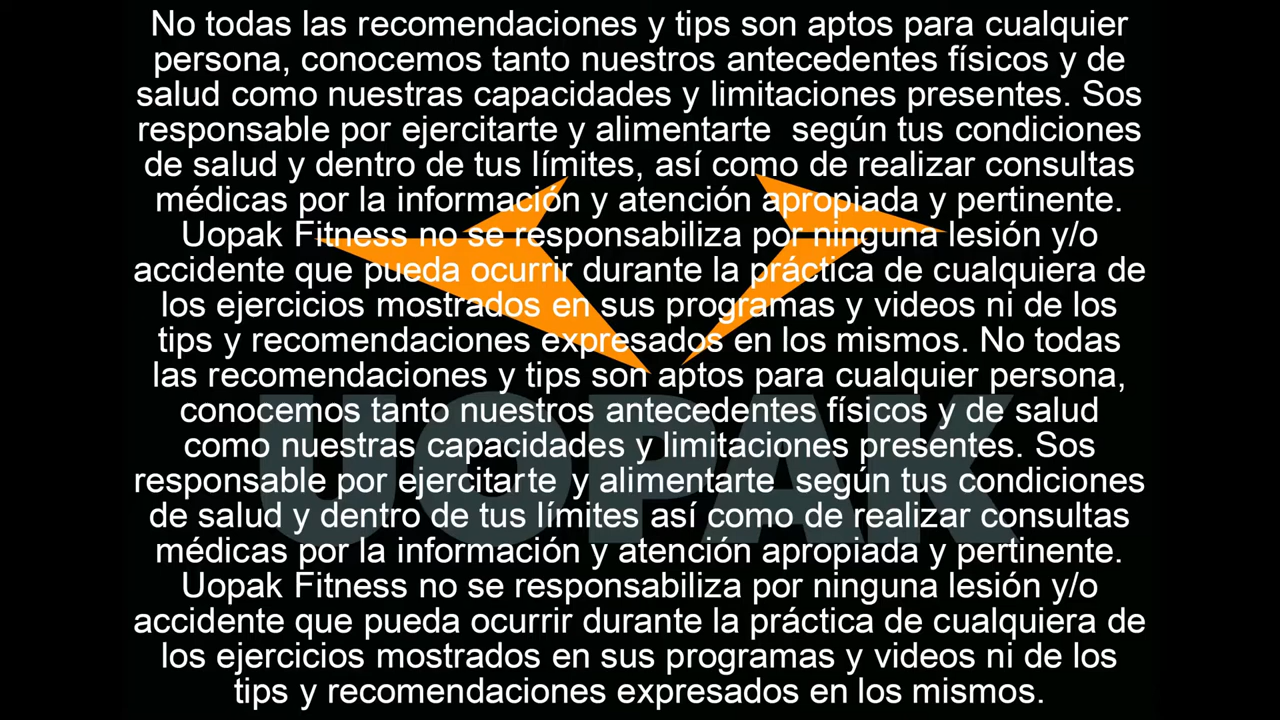 No todas las recomendaciones y tips son aptos para cualquier
persona, conocemos tanto nuestros antecedentes físicos y de
salud como nuestras capacidades y limitaciones presentes. Sos
responsable por ejercitarte y alimentarte  según tus condiciones
de salud y dentro de tus límites, así como de realizar consultas
médicas por la información y atención apropiada y pertinente.
Uopak Fitness no se responsabiliza por ninguna lesión y/o
accidente que pueda ocurrir durante la práctica de cualquiera de
los ejercicios mostrados en sus programas y videos ni de los
tips y recomendaciones expresados en los mismos. No todas
las recomendaciones y tips son aptos para cualquier persona,
conocemos tanto nuestros antecedentes físicos y de salud
como nuestras capacidades y limitaciones presentes. Sos
responsable por ejercitarte y alimentarte  según tus condiciones
de salud y dentro de tus límites así como de realizar consultas
médicas por la información y atención apropiada y pertinente.
Uopak Fitness no se responsabiliza por ninguna lesión y/o
accidente que pueda ocurrir durante la práctica de cualquiera de
los ejercicios mostrados en sus programas y videos ni de los
tips y recomendaciones expresados en los mismos.
UOPAK